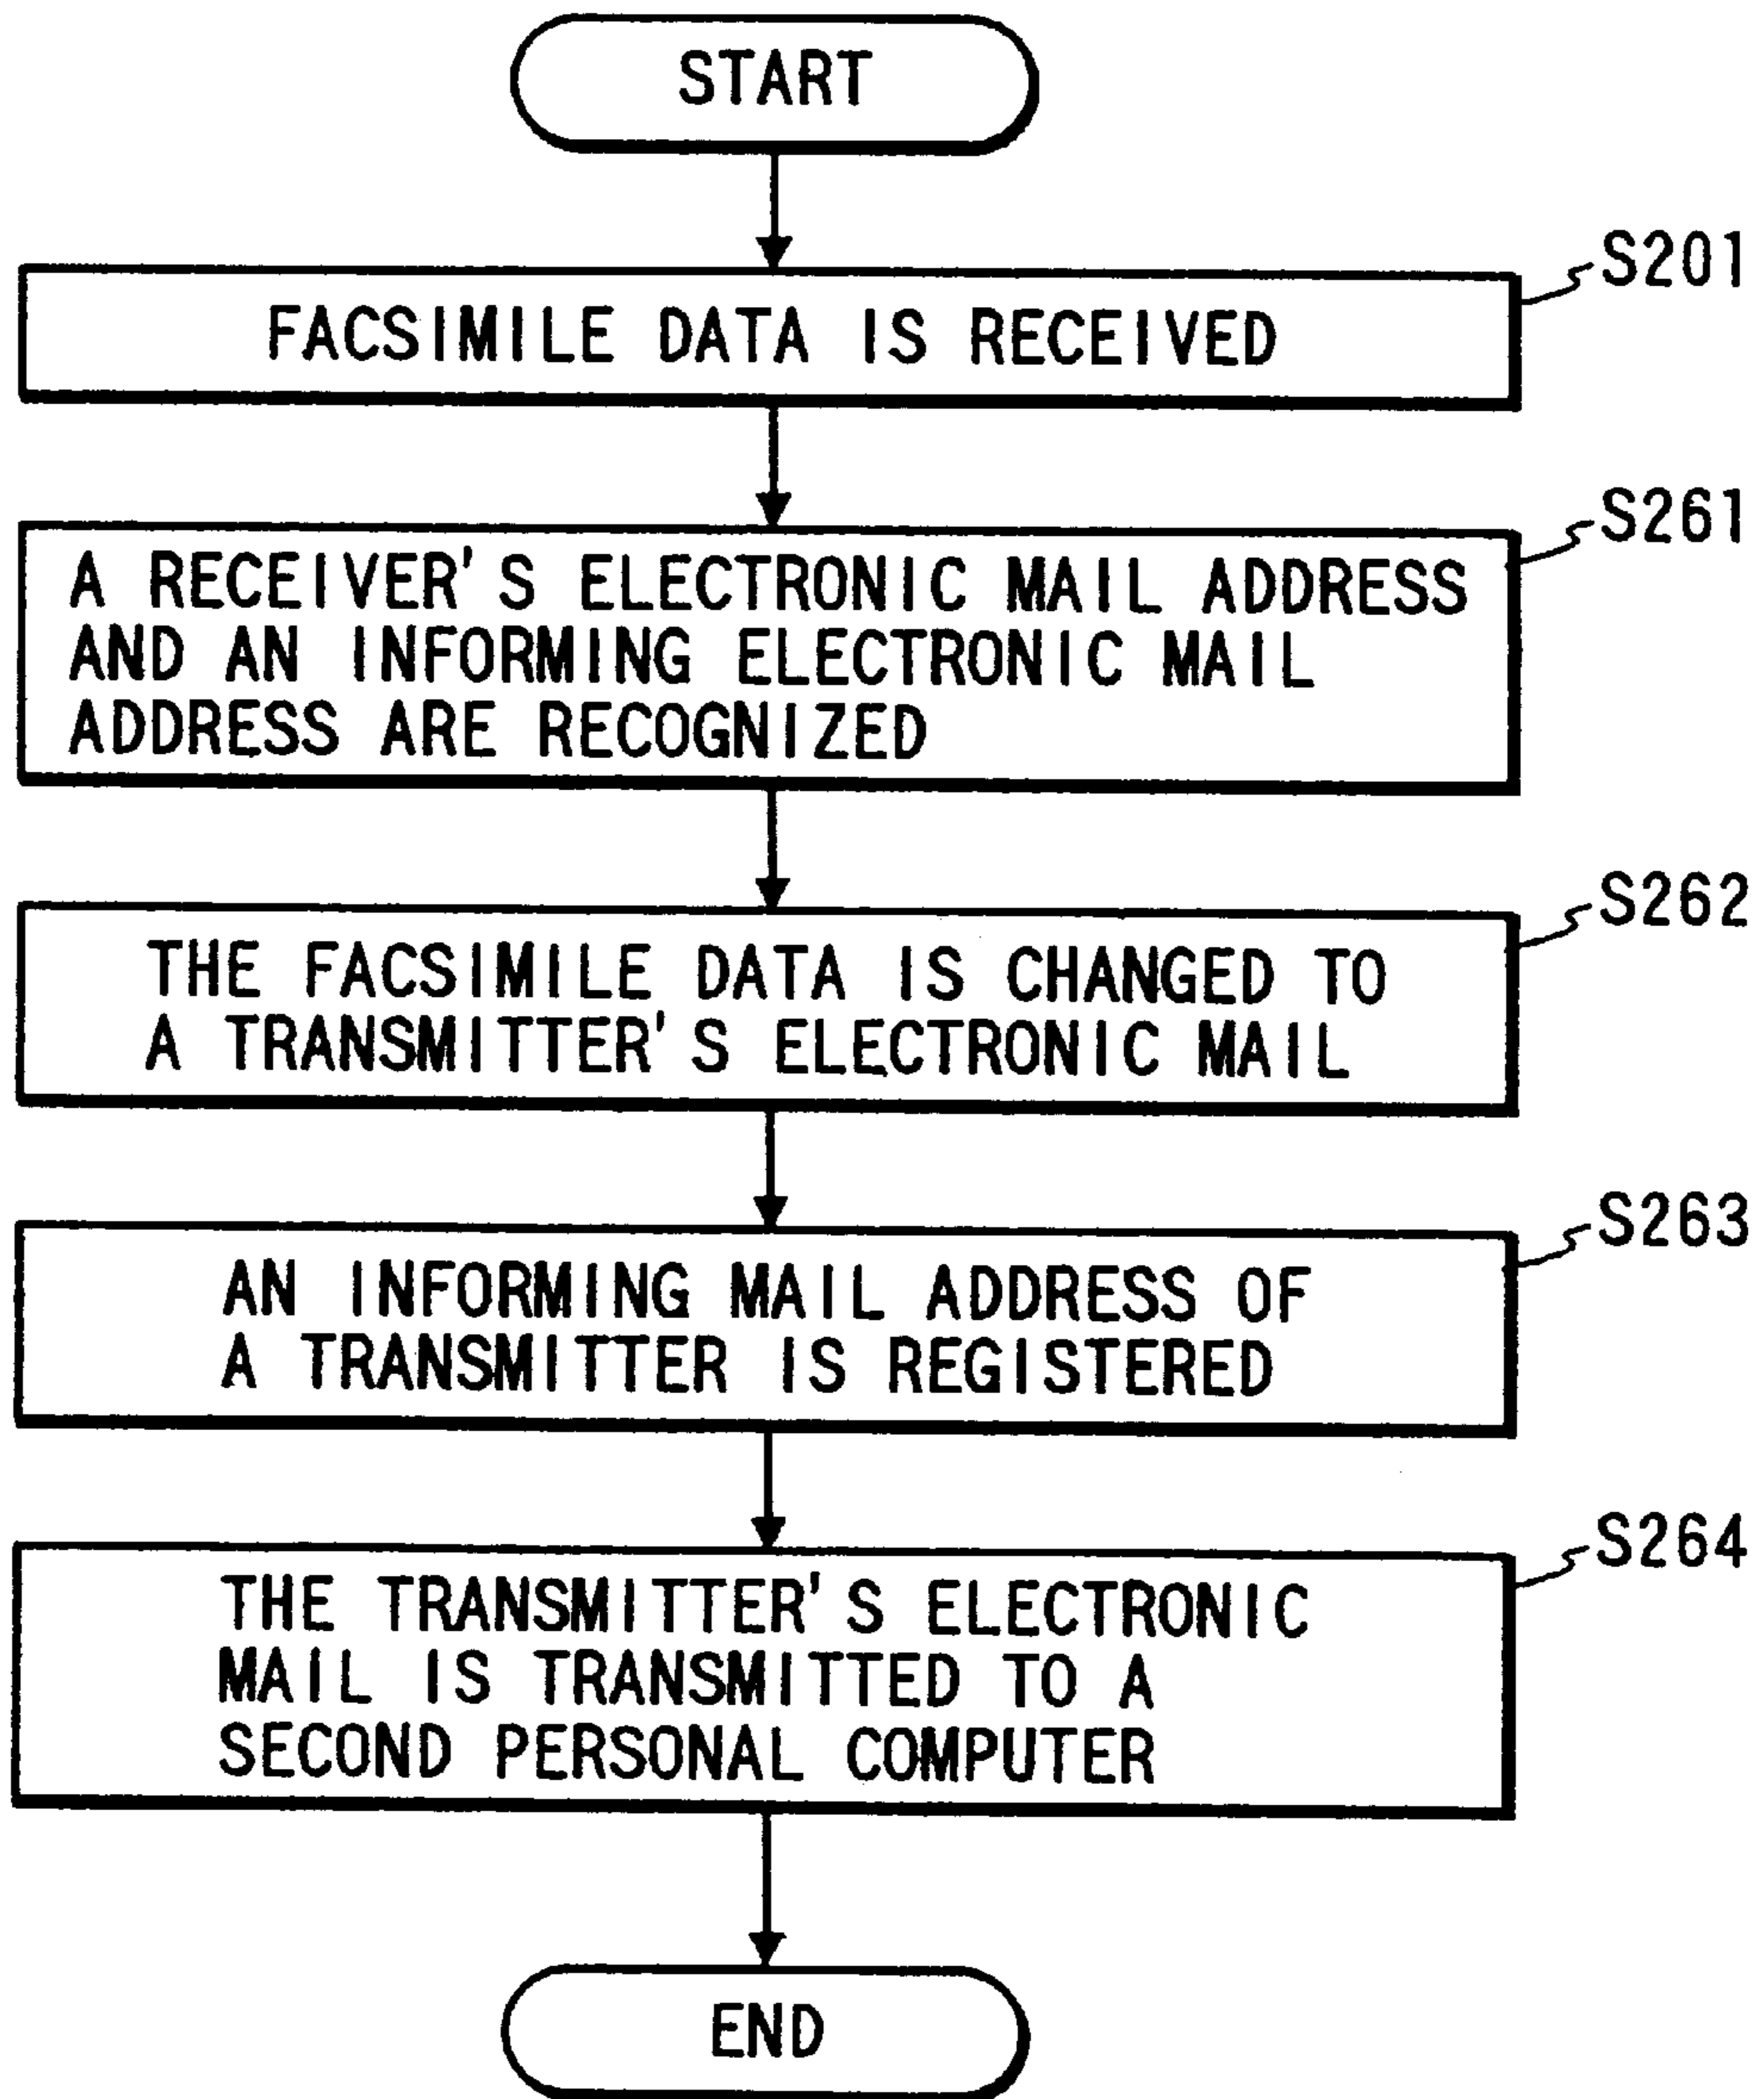 START
S201
FACSIMILE DATA IS RECEIVED
S261
A RECEIVER'S ELECTRONIC MAIL ADDRESS
AND AN INFORMING ELECTRONIC MAIL
ADDRESS ARE RECOGNIZED
S262
THE FACSIMILE DATA IS CHANGED TO
A TRANSMITTER'S ELECTRONIC MAIL
S263
AN INFORMING MAIL ADDRESS OF
A TRANSMITTER IS REGISTERED
S264
THE TRANSMITTER'S ELECTRONIC
MAIL IS TRANSMITTED TO A
SECOND PERSONAL COMPUTER
END